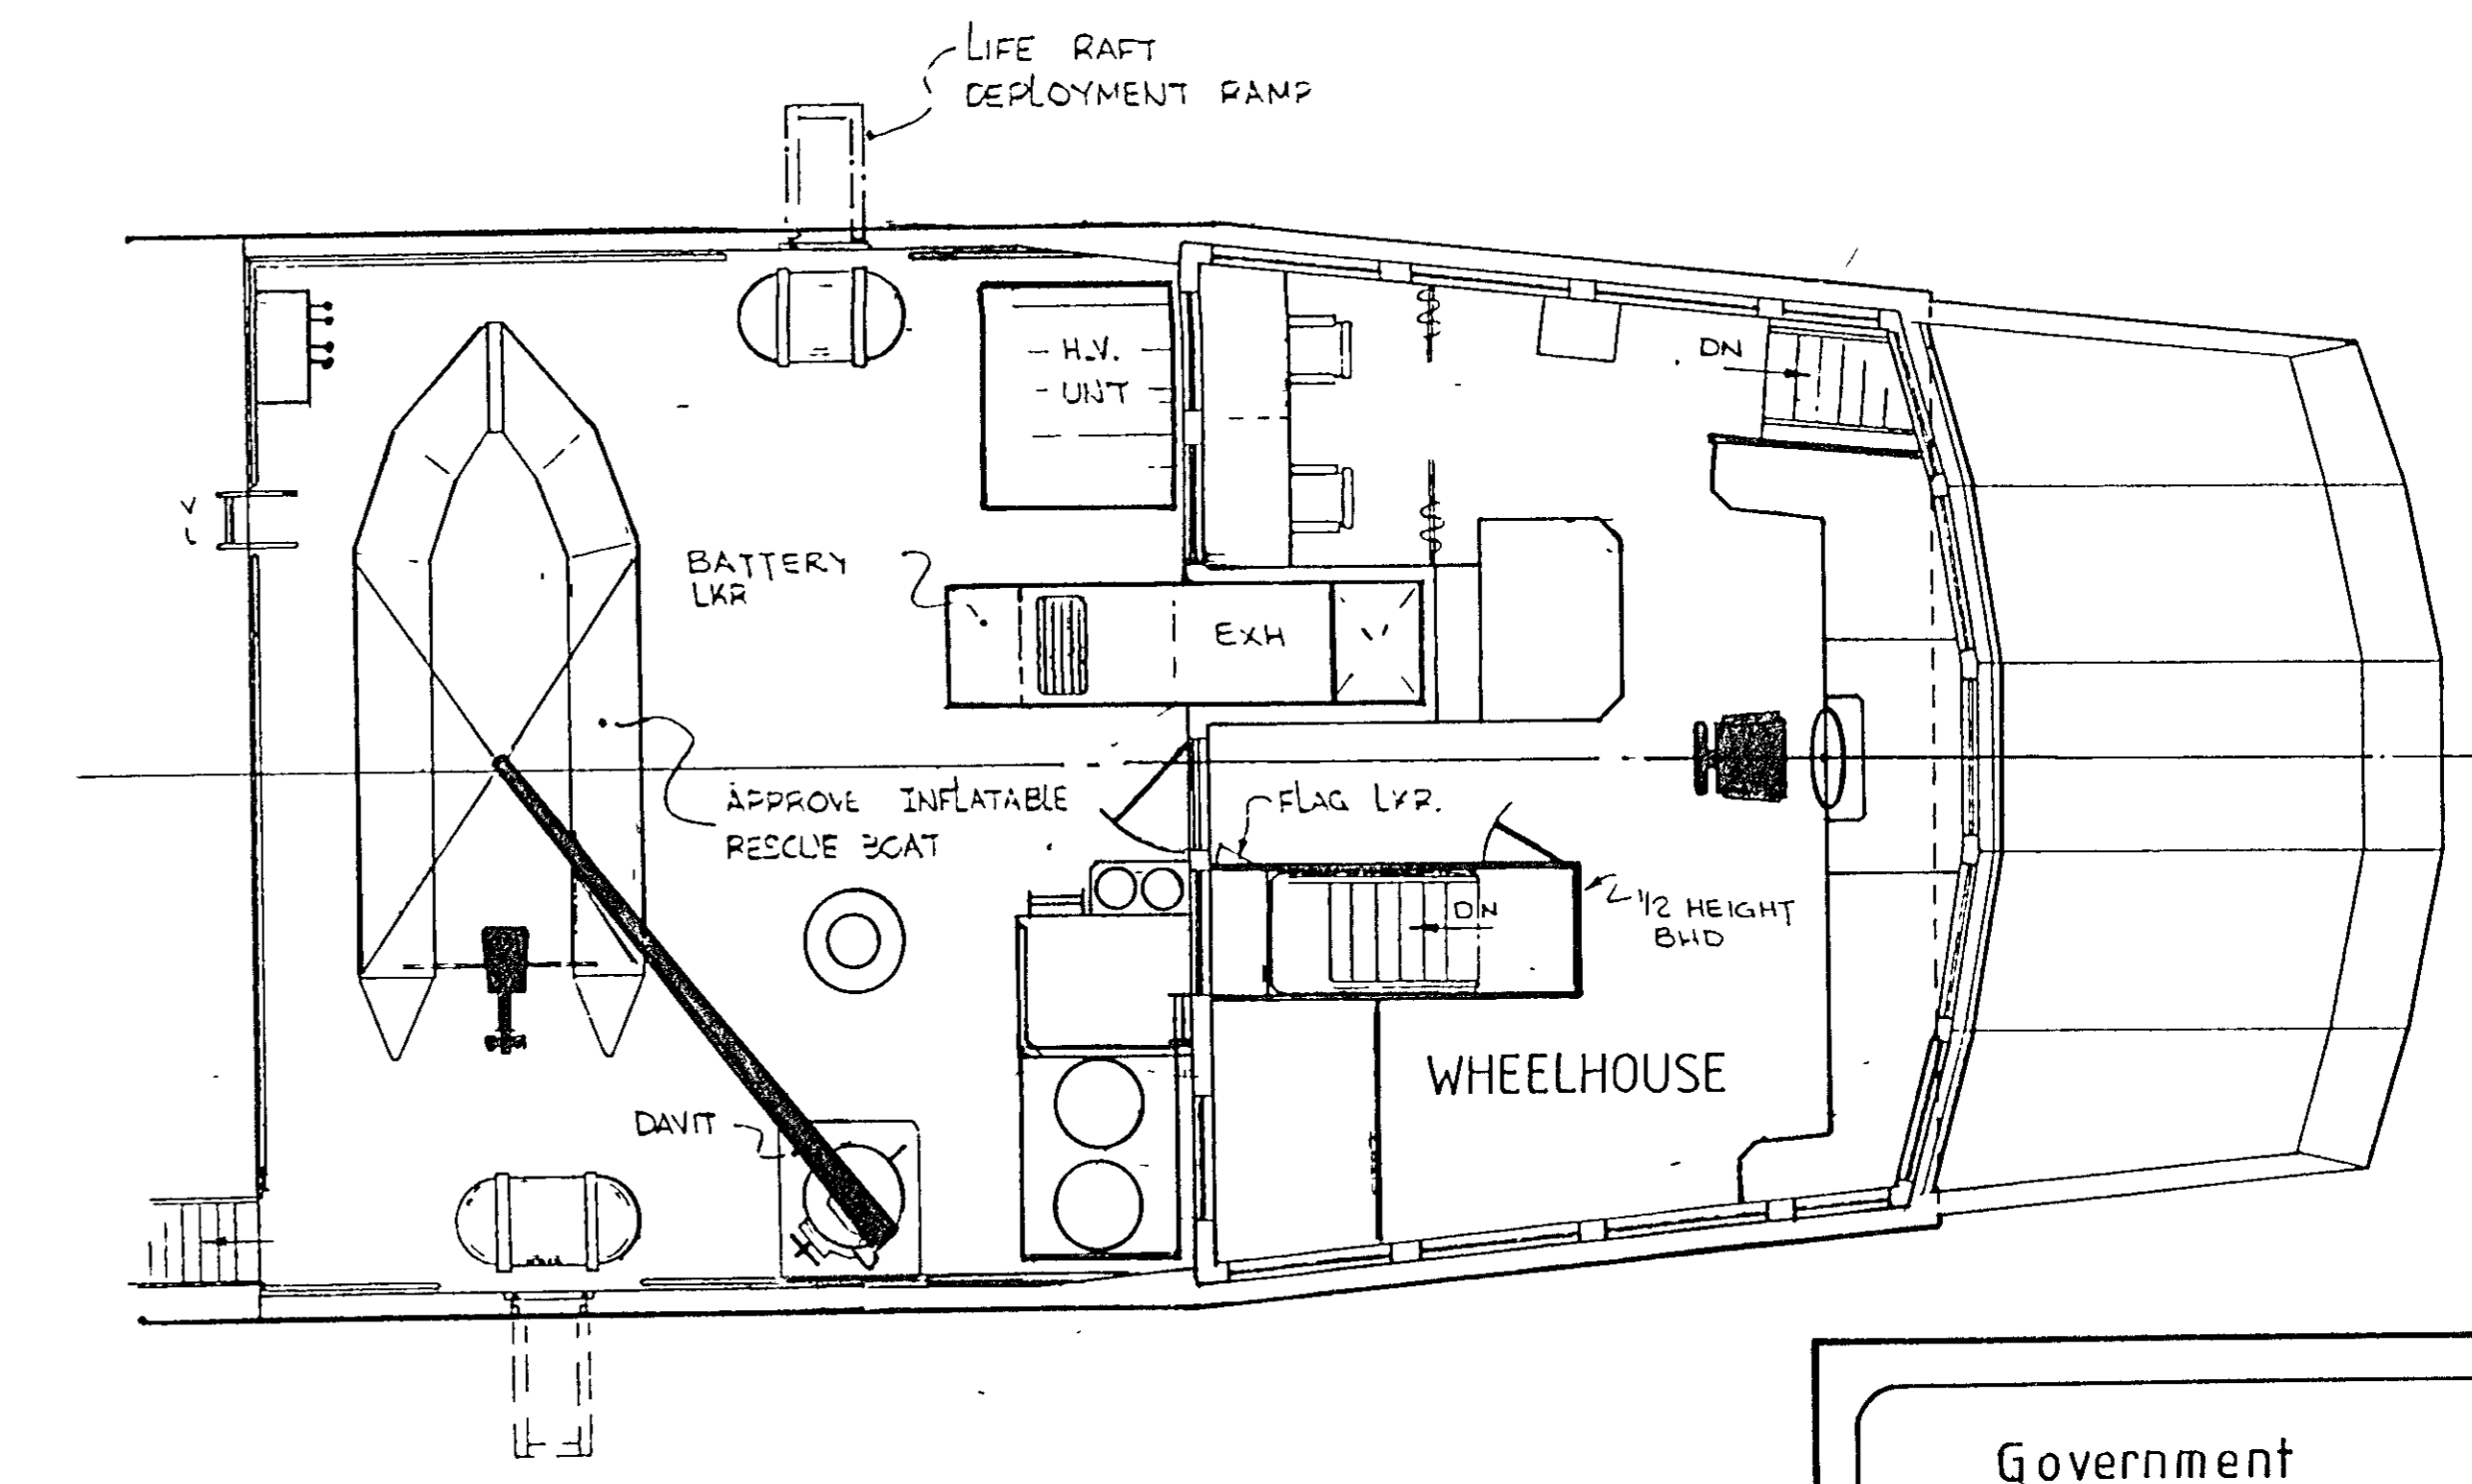 LIFE RAFT
DEPLOYMENT RAMP
H.V.
UNIT
DN
BATTERY
LKR
EXH
APPROVE INFLATABLE
RESCUE BOAT
FLAG LKR.
DN
1/2 HEIGHT
BHD
WHEELHOUSE
DAVIT
Government